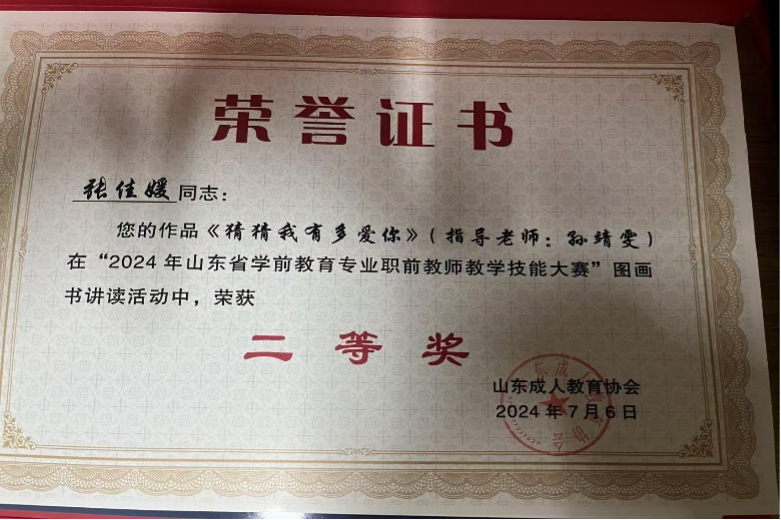 荣誉证书
张佳媛同志：
您的作品《猜猜我有多爱你》（指导老师：孙靖雯）
在“2024年山东省学前教育专业职前教师教学技能大赛”图画
书讲读活动中，荣获
二等奖
山东成人教育协会
2024年7月6日